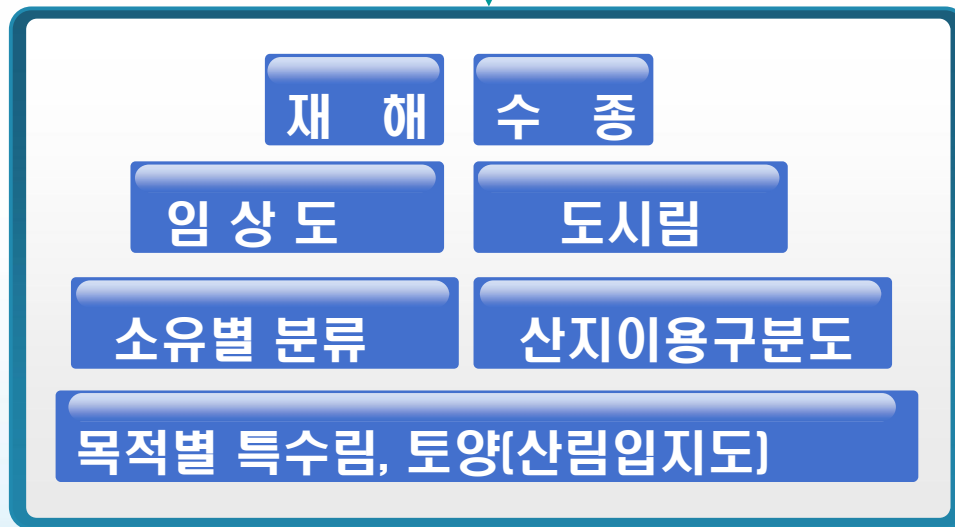 재 해 수 종
임 상 도 도시림
소유별 분류 산지이용구분도
목적별 특수림, 토양(산림입지도)